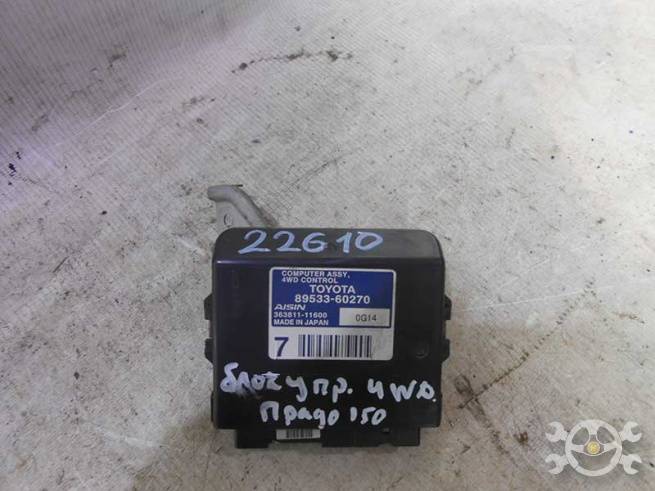 22610
COMPUTER ASSY,
4WD CONTROL
TOYOTA
89533-60270
AISIN
363811-11600
MADE IN JAPAN
0G14
7
блок упр. 4wD.
Прадо 150